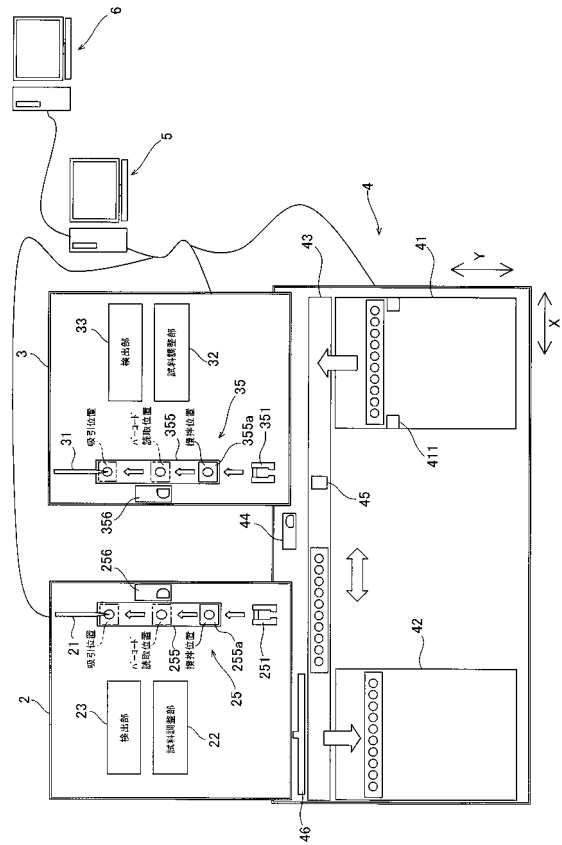 6
5
4
3
33
検出部
32
試料調整部
31
吸引位置
バーコード
読取位置
355
攪拌位置
35
355a
351
356
43
41
Y
X
411
45
44
256
2
23
検出部
22
試料調整部
21
吸引位置
バーコード
読取位置
255
攪拌位置
25
255a
251
42
46